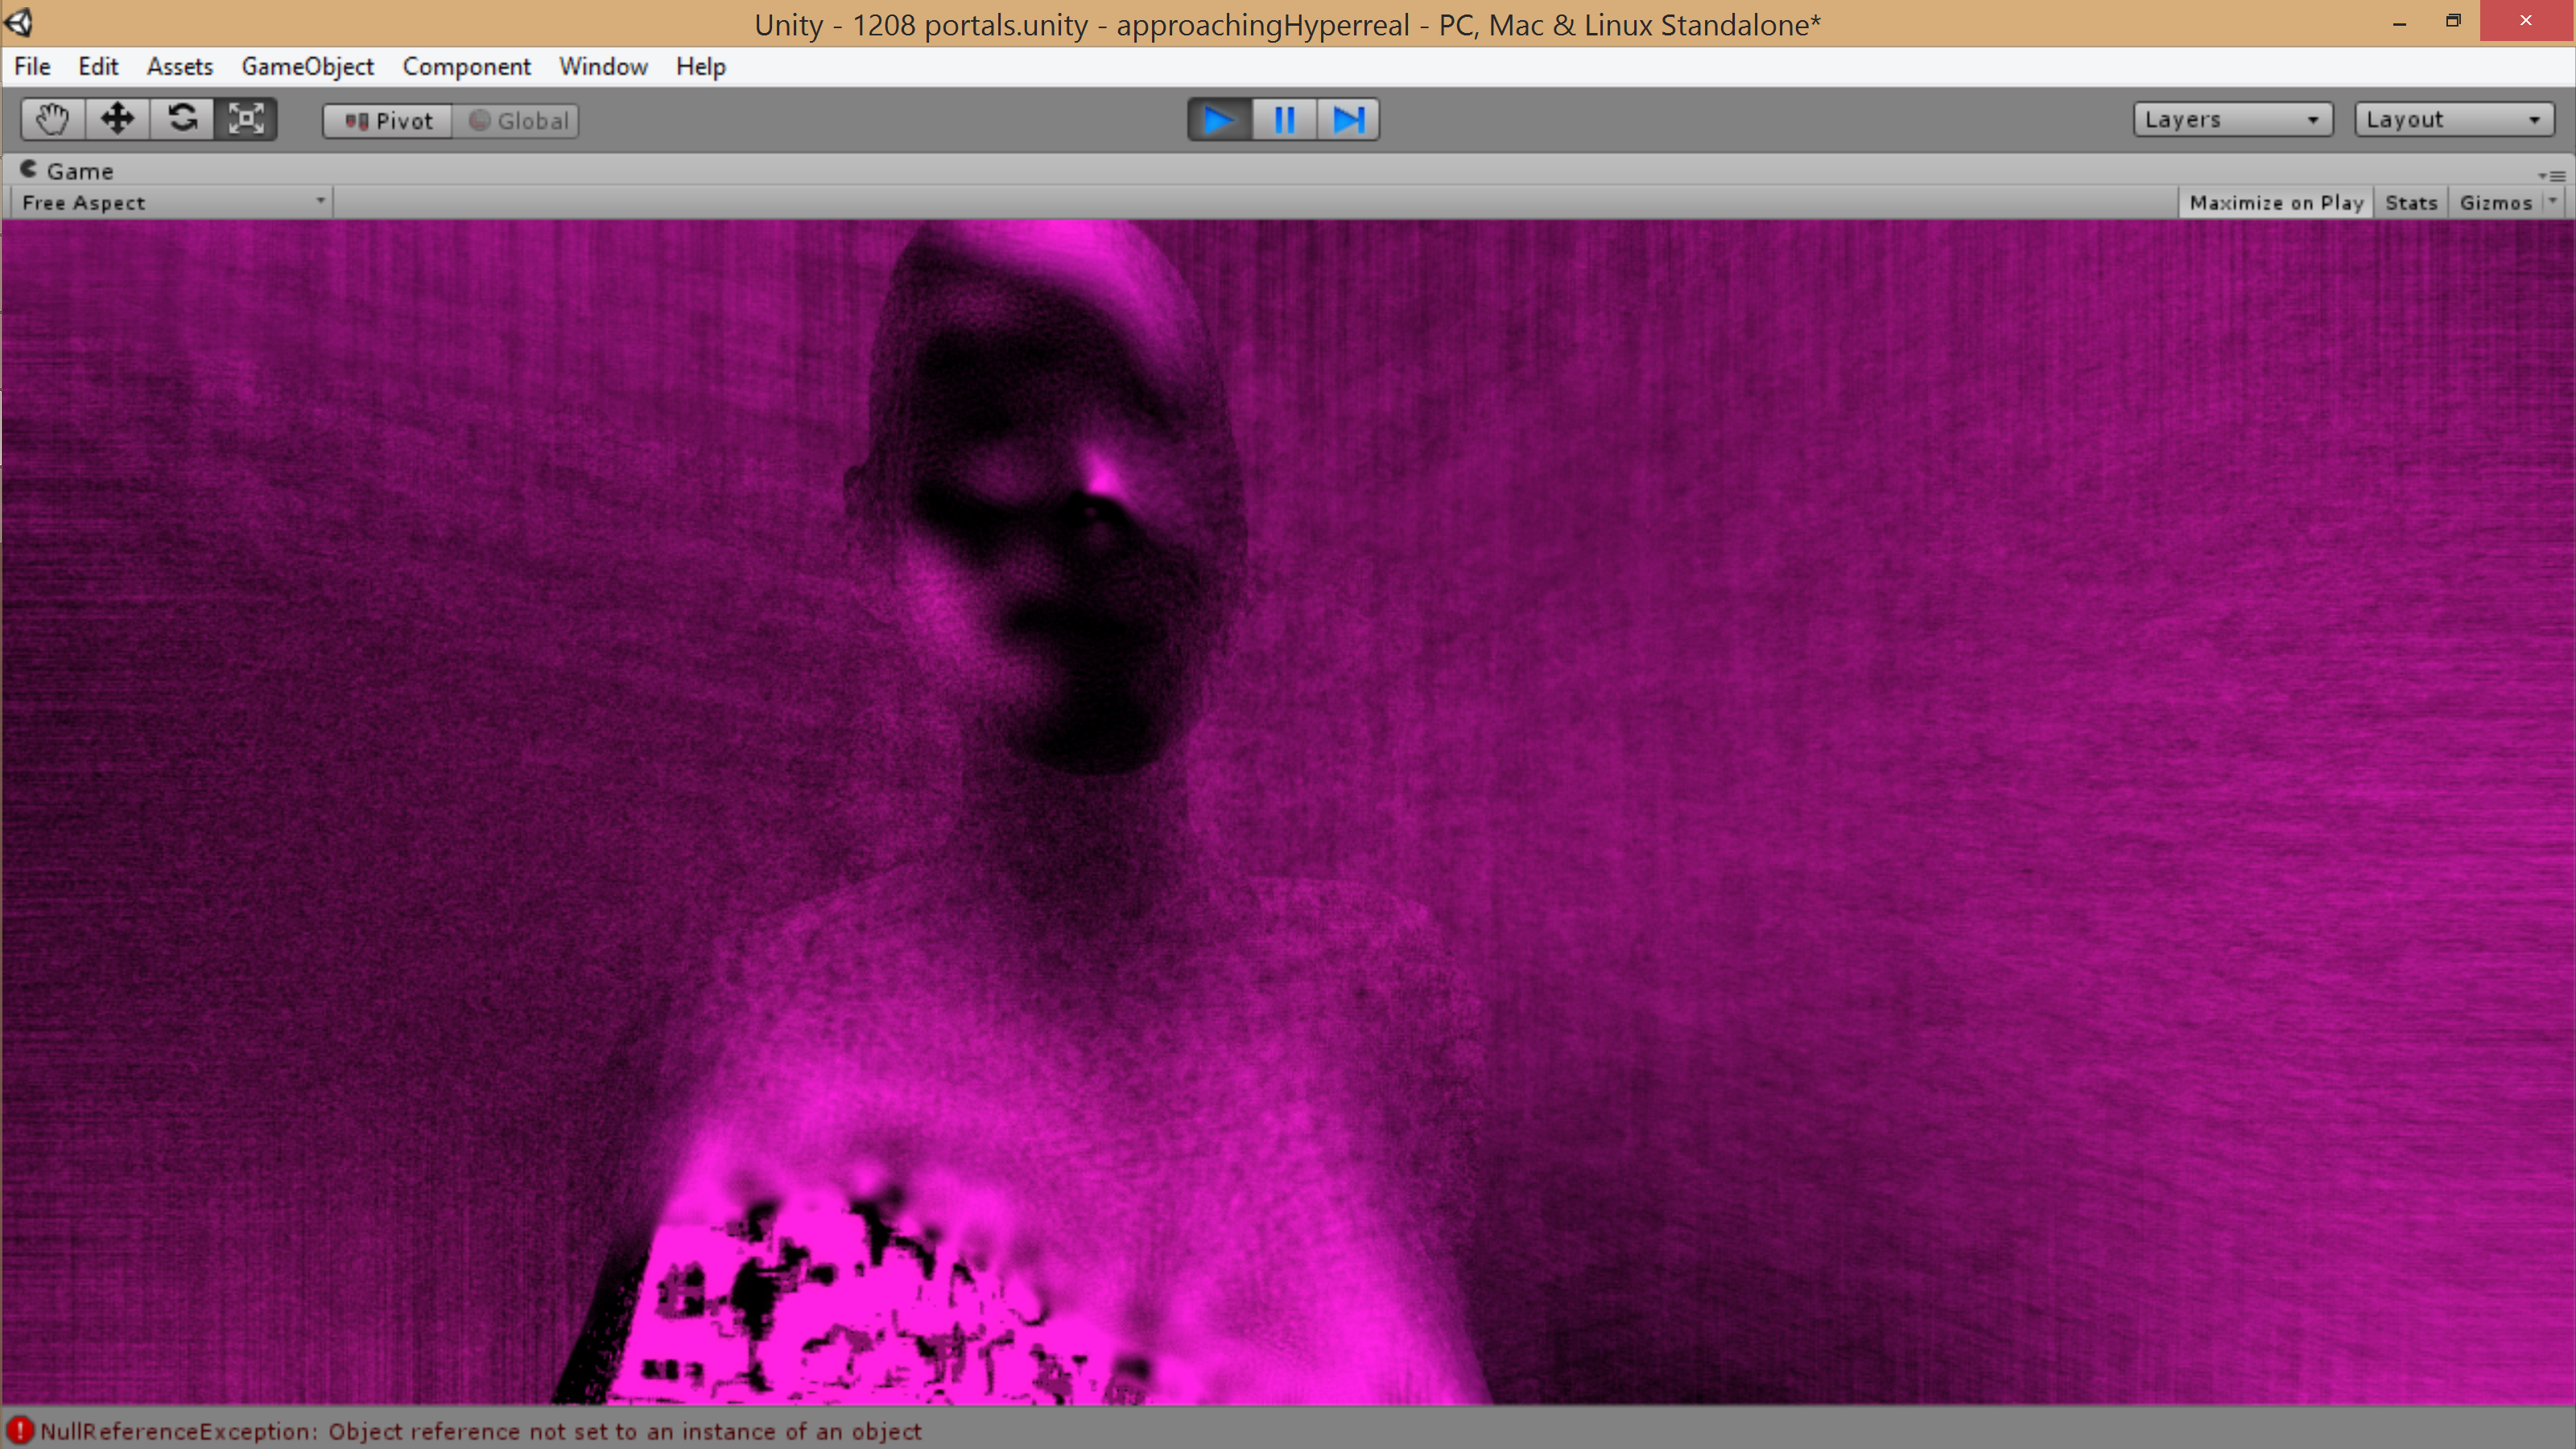 Unity - 1208 portals.unity - approachingHyperreal - PC, Mac & Linux Standalone*
File Edit Assets GameObject Component Window Help
Pivot Global Layers Layout
Game
Free Aspect Maximize on Play Stats Gizmos
NullReferenceException: Object reference not set to an instance of an object